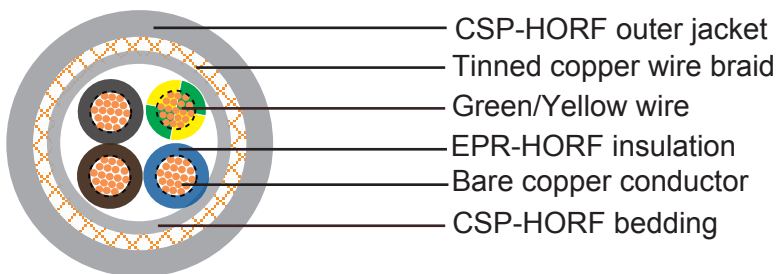 CSP-HORF outer jacket
Tinned copper wire braid
Green/Yellow wire
EPR-HORF insulation
Bare copper conductor
CSP-HORF bedding